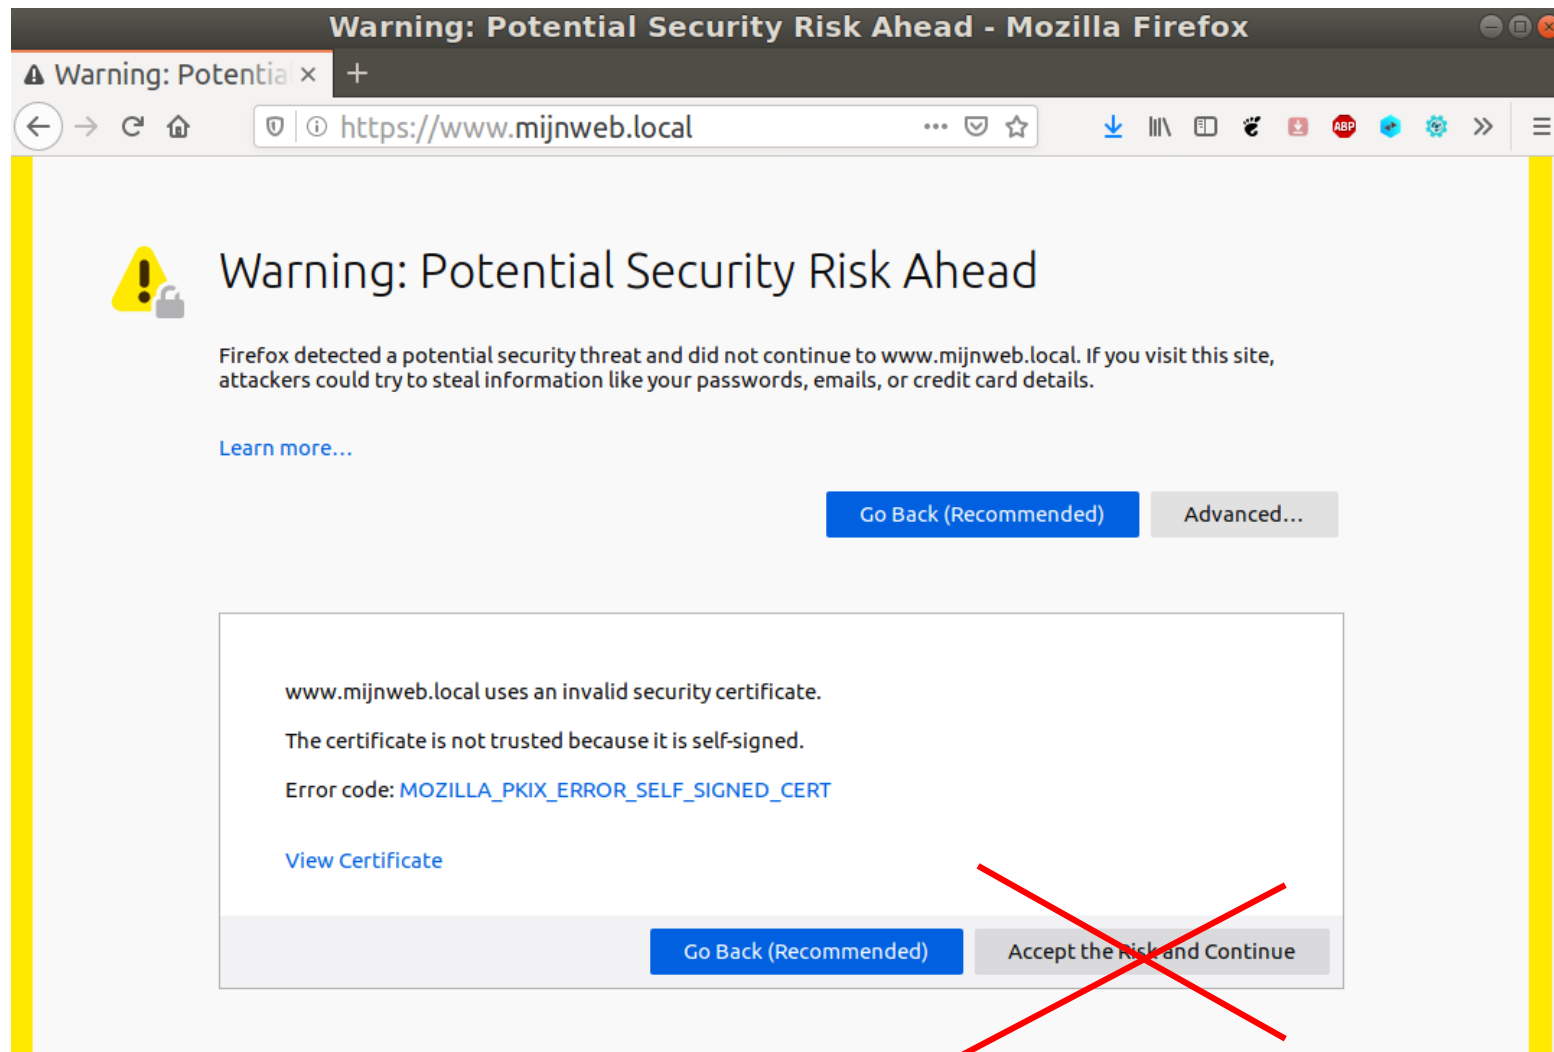 Warning: Potential Security Risk Ahead - Mozilla Firefox
Warning: Potential
https://www.mijnweb.local
ABP
Warning: Potential Security Risk Ahead
Firefox detected a potential security threat and did not continue to www.mijnweb.local. If you visit this site,
attackers could try to steal information like your passwords, emails, or credit card details.
Learn more…
Go Back (Recommended) Advanced…
www.mijnweb.local uses an invalid security certificate.
The certificate is not trusted because it is self-signed.
Error code: MOZILLA_PKIX_ERROR_SELF_SIGNED_CERT
View Certificate
Go Back (Recommended) Accept the Risk and Continue